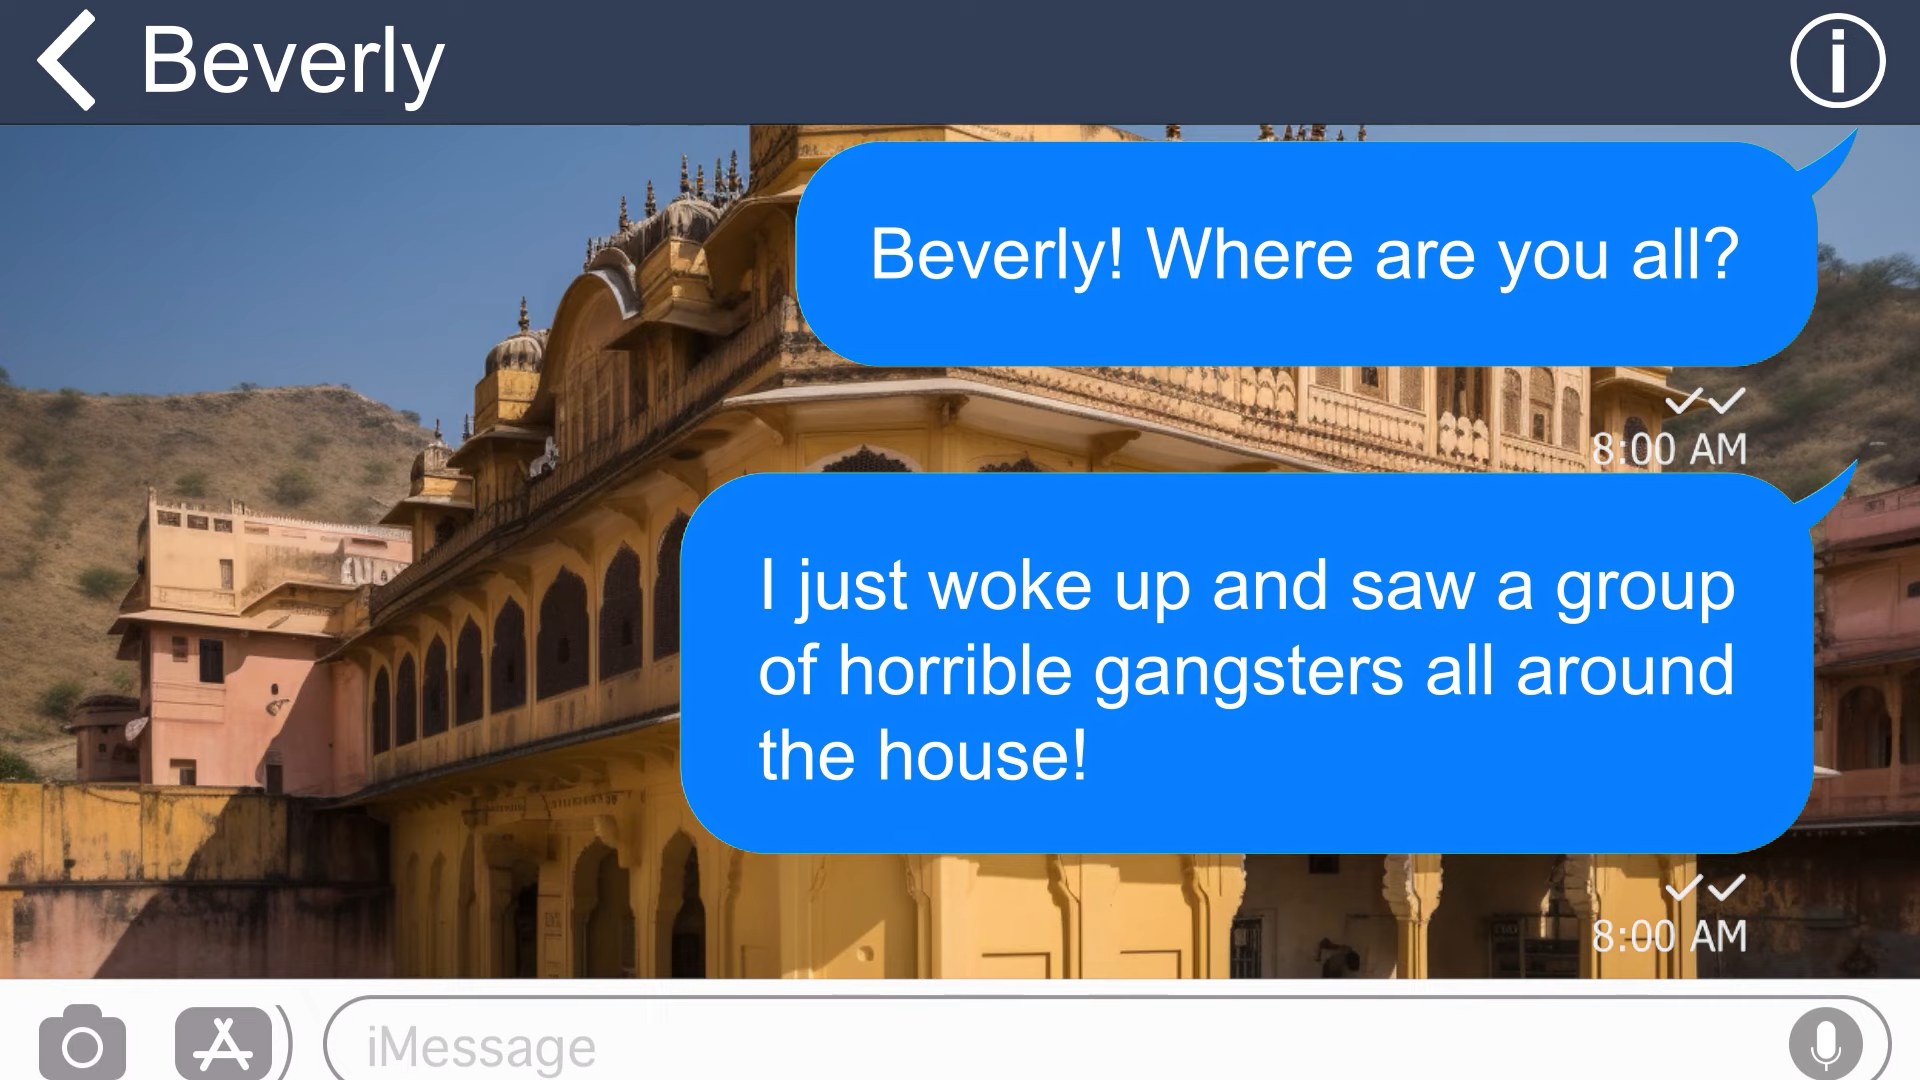 Beverly
Beverly! Where are you all?
8:00 AM
I just woke up and saw a group
of horrible gangsters all around
the house!
8:00 AM
iMessage